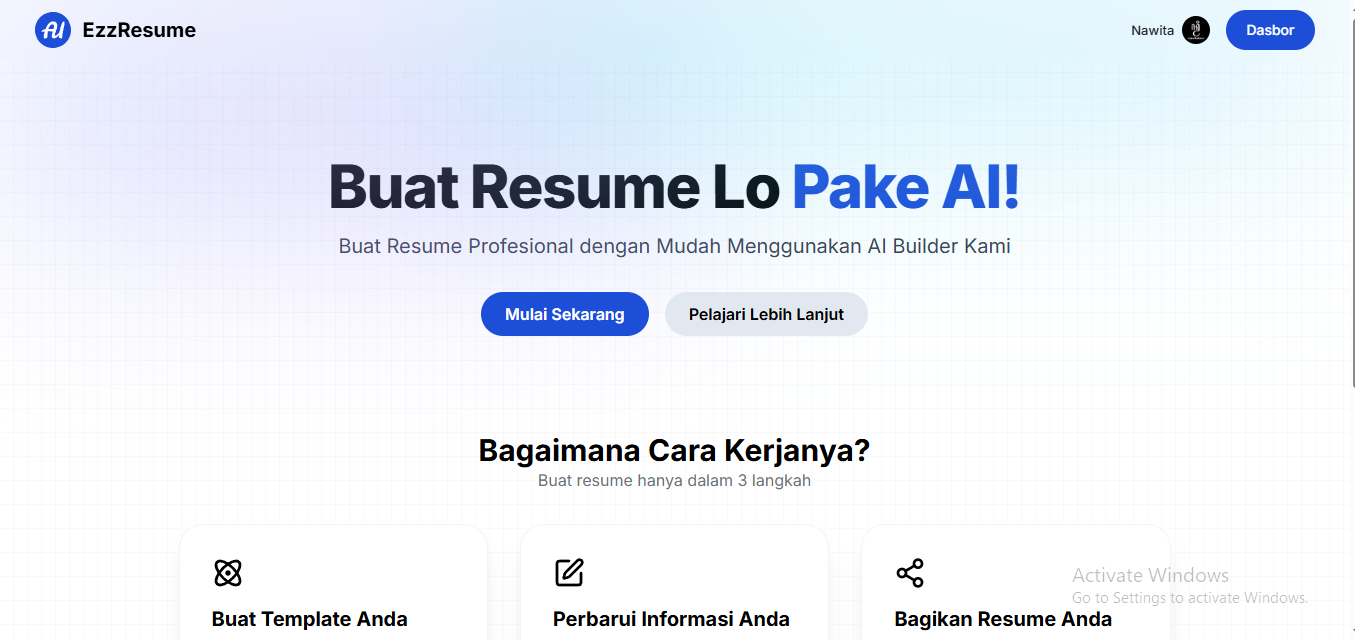 AI EzzResume
Nawita
Dasbor
Buat Resume Lo Pake AI!
Buat Resume Profesional dengan Mudah Menggunakan AI Builder Kami
Mulai Sekarang
Pelajari Lebih Lanjut
Bagaimana Cara Kerjanya?
Buat resume hanya dalam 3 langkah
Buat Template Anda
Perbarui Informasi Anda
Bagikan Resume Anda
Activate Windows
Go to Settings to activate Windows.